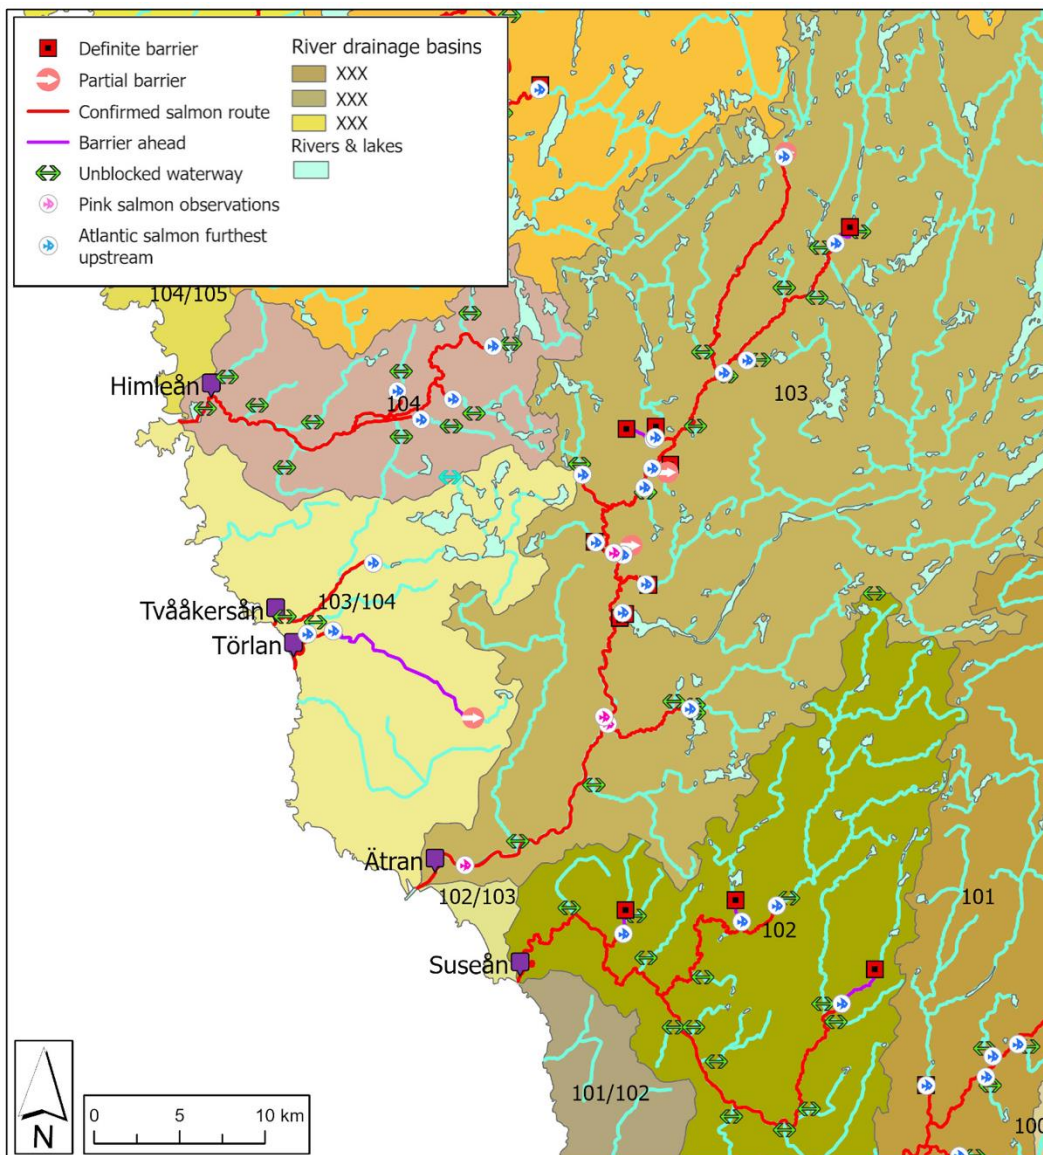 Definite barrier
Partial barrier
Confirmed salmon route
Barrier ahead
Unblocked waterway
Pink salmon observations
Atlantic salmon furthest
upstream
River drainage basins
XXX
XXX
XXX
Rivers & lakes
104/105
Himleån
104
103
Tvååkersån
103/104
Törlan
Ätran
102/103
101
102
Suseån
101/102
100
0 5 10 km
N